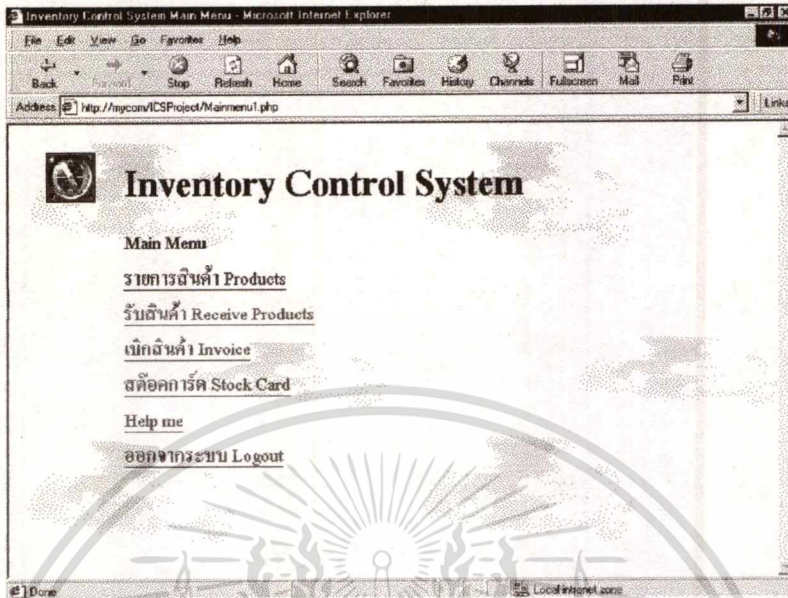 Inventory Control System Main Menu - Microsoft Internet Explorer
File Edit View Go Favorites Help
Back Forward Stop Refresh Home Search Favorites History Channels Fullscreen Mail Print
Address http://mycom/ICSProject/Mainmenu1.php Links
Inventory Control System
Main Menu
รายการสินค้า Products
รับสินค้า Receive Products
เบิกสินค้า Invoice
สต๊อคการ์ด Stock Card
Help me
ออกจากระบบ Logout
Done Local intranet zone